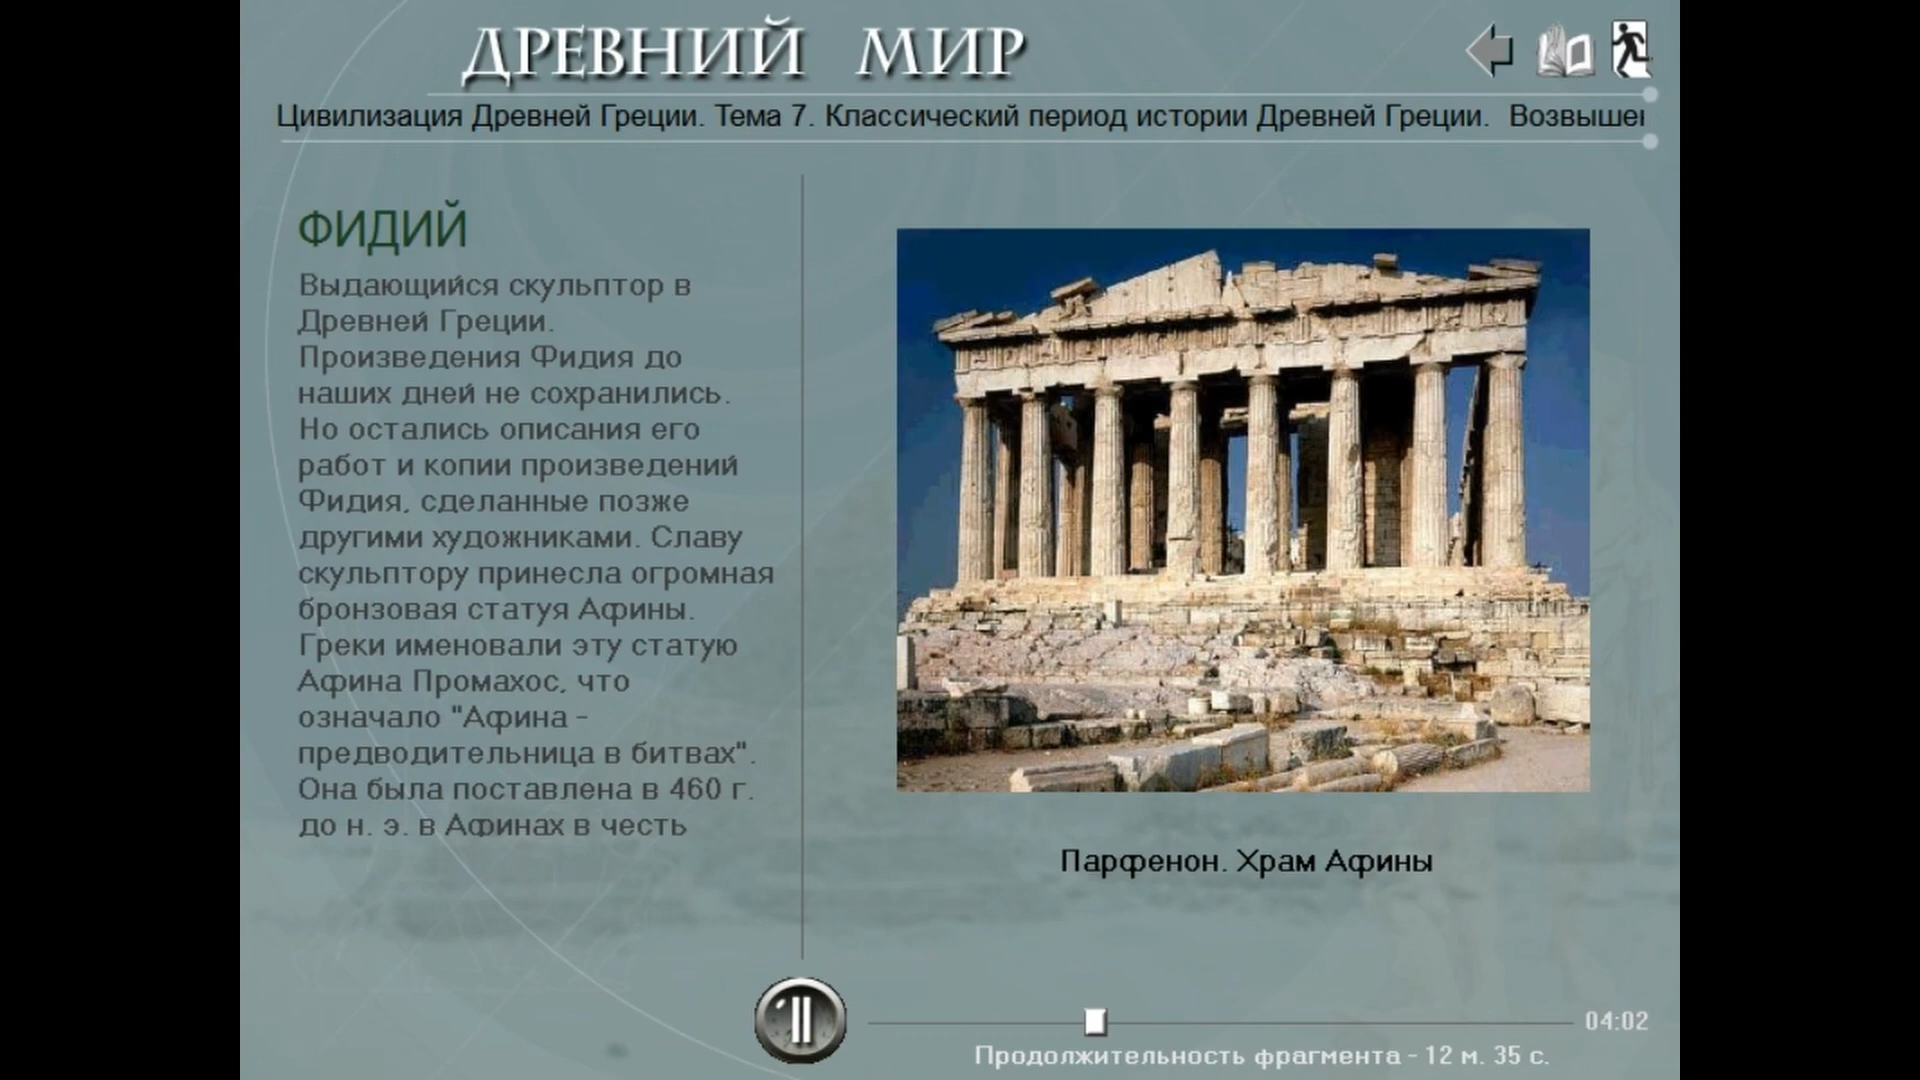 ДРЕВНИЙ МИР
Цивилизация Древней Греции. Тема 7. Классический период истории Древней Греции. Возвышен
ФИДИЙ
Выдающийся скульптор в
Древней Греции.
Произведения Фидия до
наших дней не сохранились.
Но остались описания его
работ и копии произведений
Фидия, сделанные позже
другими художниками. Славу
скульптору принесла огромная
бронзовая статуя Афины.
Греки именовали эту статую
Афина Промахос, что
означало "Афина -
предводительница в битвах".
Она была поставлена в 460 г.
до н. э. в Афинах в честь
Парфенон. Храм Афины
04:02
Продолжительность фрагмента - 12 м. 35 с.